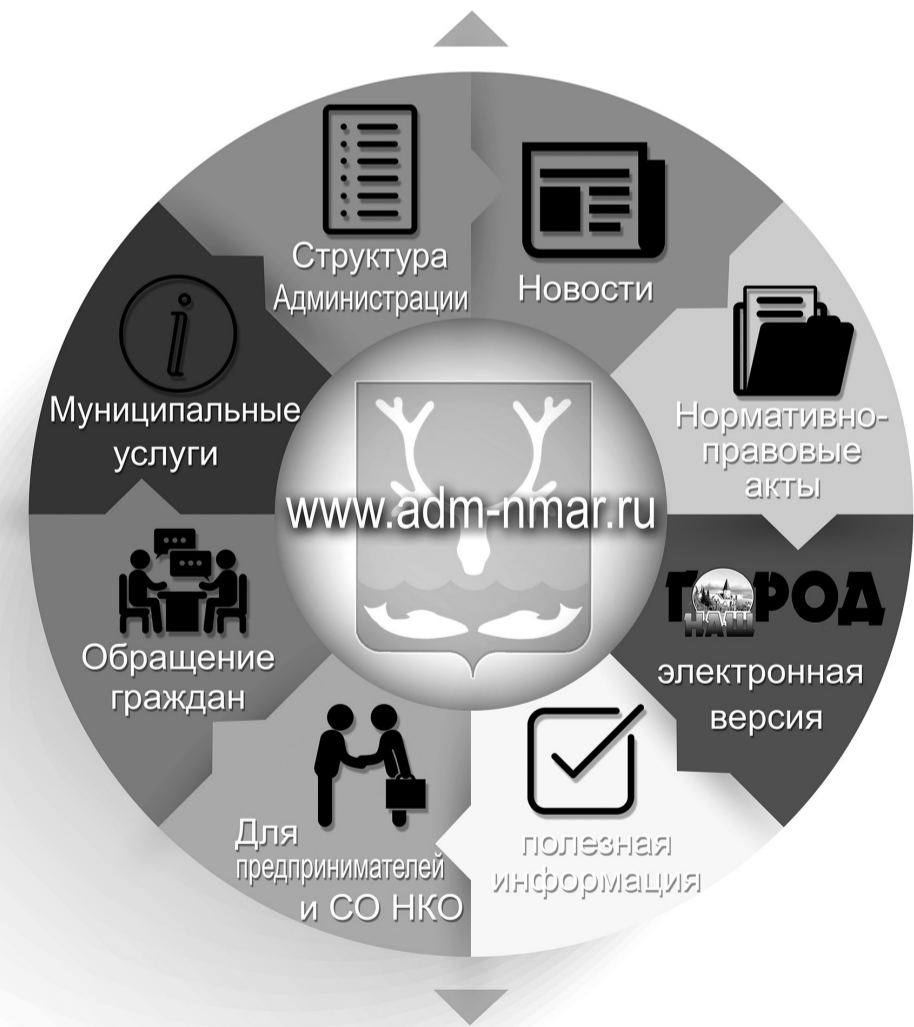 Структура
Администрации
Новости
Нормативно-
правовые
акты
НАШ ГОРОД
электронная
версия
полезная
информация
Для
предпринимателей
и СО НКО
Обращение
граждан
Муниципальные
услуги
www.adm-nmar.ru